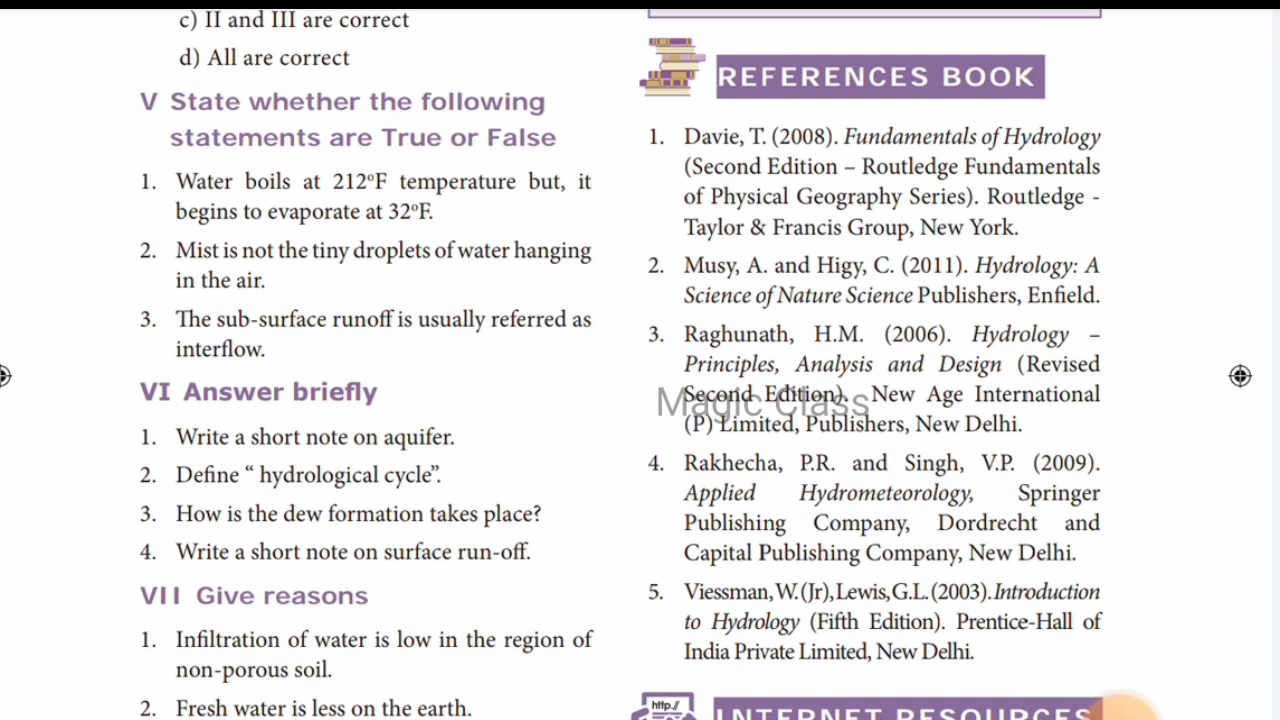 c) II and III are correct
d) All are correct
V State whether the following
statements are True or False
1. Water boils at 212ºF temperature but, it
begins to evaporate at 32ºF.
2. Mist is not the tiny droplets of water hanging
in the air.
3. The sub-surface runoff is usually referred as
interflow.
VI Answer briefly
1. Write a short note on aquifer.
2. Define “ hydrological cycle”.
3. How is the dew formation takes place?
4. Write a short note on surface run-off.
VII Give reasons
1. Infiltration of water is low in the region of
non-porous soil.
2. Fresh water is less on the earth.
REFERENCES BOOK
1. Davie, T. (2008). Fundamentals of Hydrology
(Second Edition – Routledge Fundamentals
of Physical Geography Series). Routledge -
Taylor & Francis Group, New York.
2. Musy, A. and Higy, C. (2011). Hydrology: A
Science of Nature Science Publishers, Enfield.
3. Raghunath, H.M. (2006). Hydrology –
Principles, Analysis and Design (Revised
Second Edition). New Age International
(P) Limited, Publishers, New Delhi.
Magic Class
4. Rakhecha, P.R. and Singh, V.P. (2009).
Applied Hydrometeorology, Springer
Publishing Company, Dordrecht and
Capital Publishing Company, New Delhi.
5. Viessman, W. (Jr), Lewis, G.L. (2003). Introduction
to Hydrology (Fifth Edition). Prentice-Hall of
India Private Limited, New Delhi.
http://
INTERNET RESOURCES